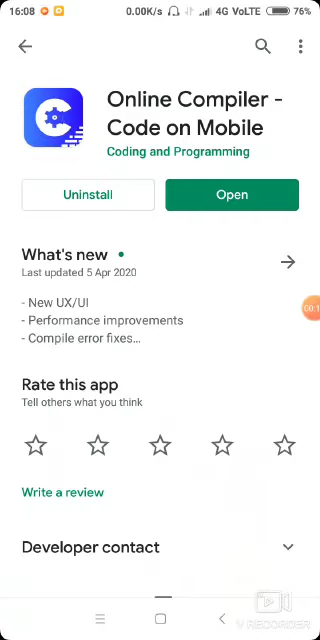 16:08 0.00K/s 4G VoLTE 76%
Online Compiler -
Code on Mobile
Coding and Programming
Uninstall Open
What's new
Last updated 5 Apr 2020
- New UX/UI
- Performance improvements
- Compile error fixes...
Rate this app
Tell others what you think
Write a review
Developer contact
V RECORDER